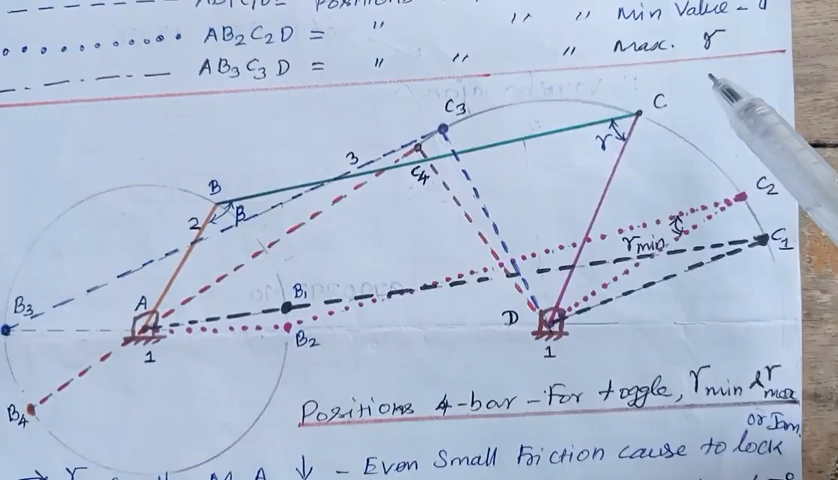 Min Value
AB2C2D = " " " Max. γ
AB3C3D = " " "
C3
C
3
γ
B
C4
β
2
C2
γmin
C1
B3
A
B1
D
B2
1
1
B4
Positions 4-bar - For toggle, γmin & γmax
or Jam.
M.A ↓ - Even Small Friction cause to lock